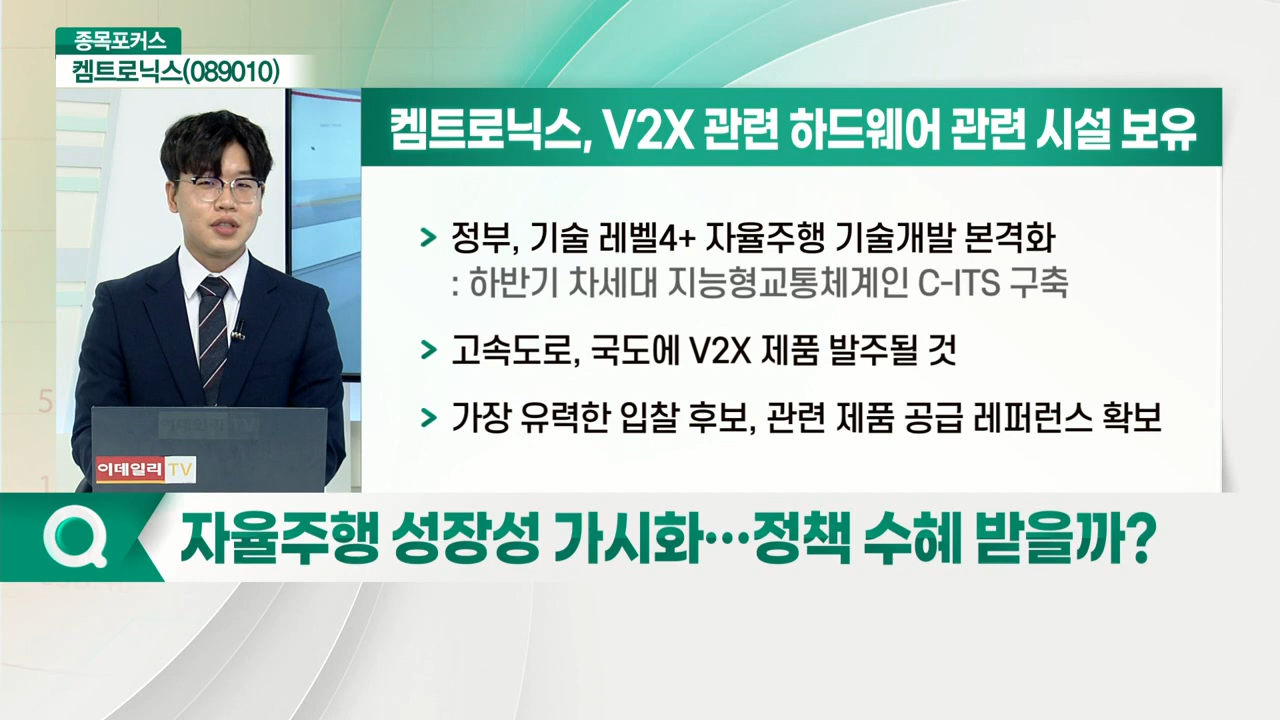 종목포커스
켐트로닉스(089010)
켐트로닉스, V2X 관련 하드웨어 관련 시설 보유
> 정부, 기술 레벨4+ 자율주행 기술개발 본격화
: 하반기 차세대 지능형교통체계인 C-ITS 구축
> 고속도로, 국도에 V2X 제품 발주될 것
> 가장 유력한 입찰 후보, 관련 제품 공급 레퍼런스 확보
이데일리 TV
Q 자율주행 성장성 가시화…정책 수혜 받을까?